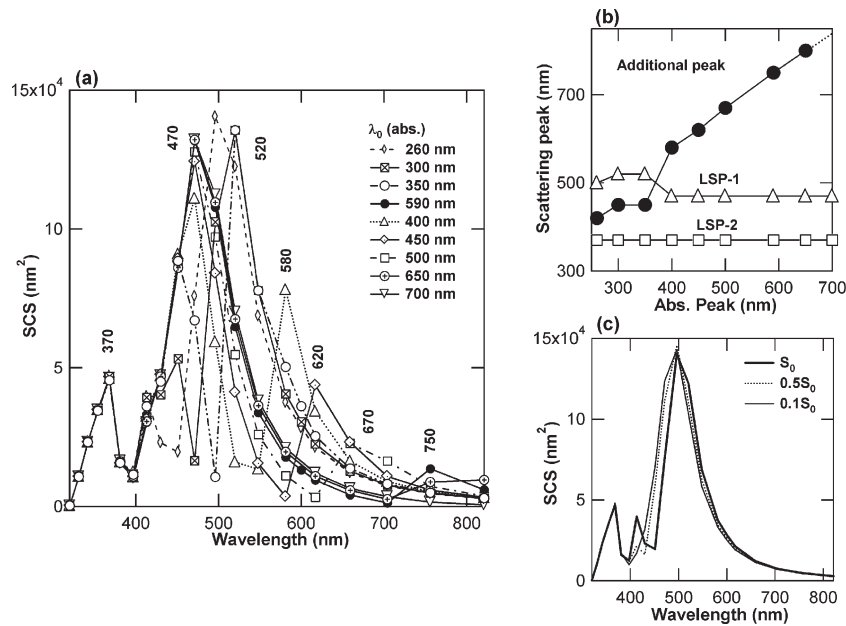 (a)
15x10⁴
10
5
0
SCS (nm²)
400
500
600
700
800
Wavelength (nm)
370
470
520
580
620
670
750
λ₀ (abs.)
260 nm
300 nm
350 nm
590 nm
400 nm
450 nm
500 nm
650 nm
700 nm
(b)
Additional peak
LSP-1
LSP-2
700
500
300
Scattering peak (nm)
300
400
500
600
700
Abs. Peak (nm)
(c)
15x10⁴
10
5
0
SCS (nm²)
S₀
0.5S₀
0.1S₀
400
500
600
700
800
Wavelength (nm)